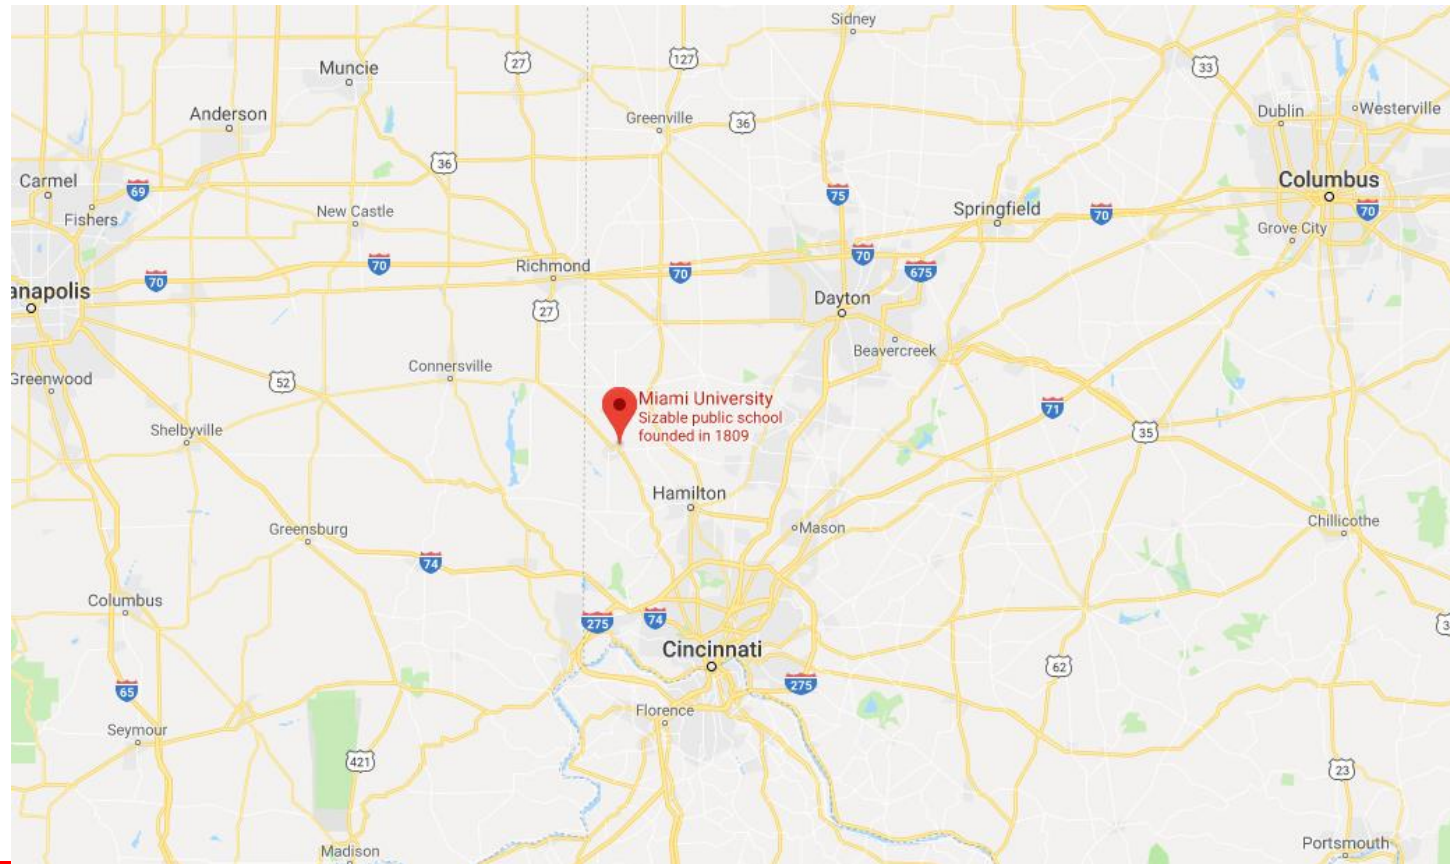 Sidney
27
127
33
Muncie
Anderson
Greenville
36
Dublin
Westerville
36
Carmel
69
Fishers
New Castle
75
Springfield
70
Columbus
70
Grove City
70
70
Richmond
70
70
675
anapolis
27
Dayton
Beavercreek
Greenwood
52
Connersville
Miami University
Sizable public school
founded in 1809
71
Shelbyville
35
Hamilton
Mason
Greensburg
Chillicothe
74
Columbus
275
74
3
Cincinnati
62
65
275
Seymour
Florence
421
23
Madison
Portsmouth